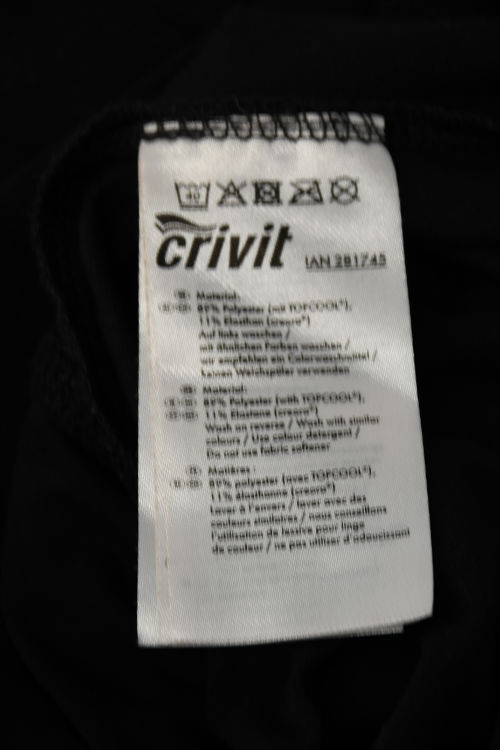 40
crivit
IAN 281745
Material:
89% Polyester (mit TOPCOOL®),
11% Elasthan (creora®)
Auf links waschen /
mit ähnlichen Farben waschen /
wir empfehlen ein Colorwaschmittel /
keinen Weichspüler verwenden
Material:
89% Polyester (with TOPCOOL®),
11% Elastane (creora®)
Wash on reverse / Wash with similar
colours / Use colour detergent /
Do not use fabric softener
Matières :
89% polyester (avec TOPCOOL®),
11% élasthanne (creora®)
Laver à l'envers / laver avec des
couleurs similaires / nous conseillons
l'utilisation de lessive pour linge
de couleur / ne pas utiliser d'adoucissant